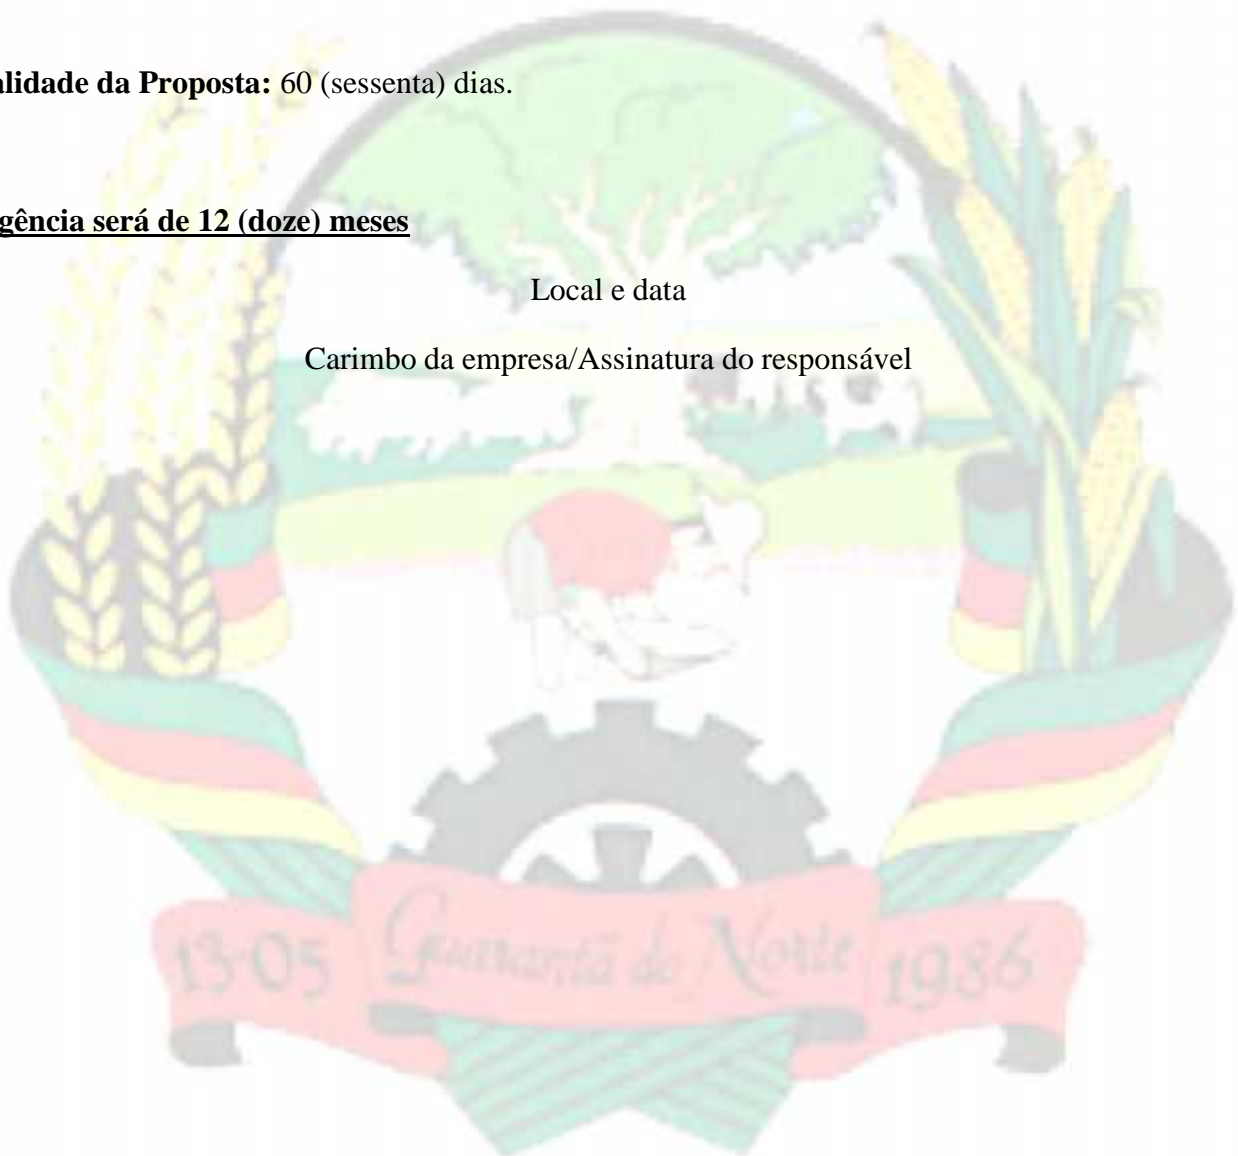 alidade da Proposta: 60 (sessenta) dias.
gência será de 12 (doze) meses
Local e data
Carimbo da empresa/Assinatura do responsável
13-05 Guarantã do Norte 1986